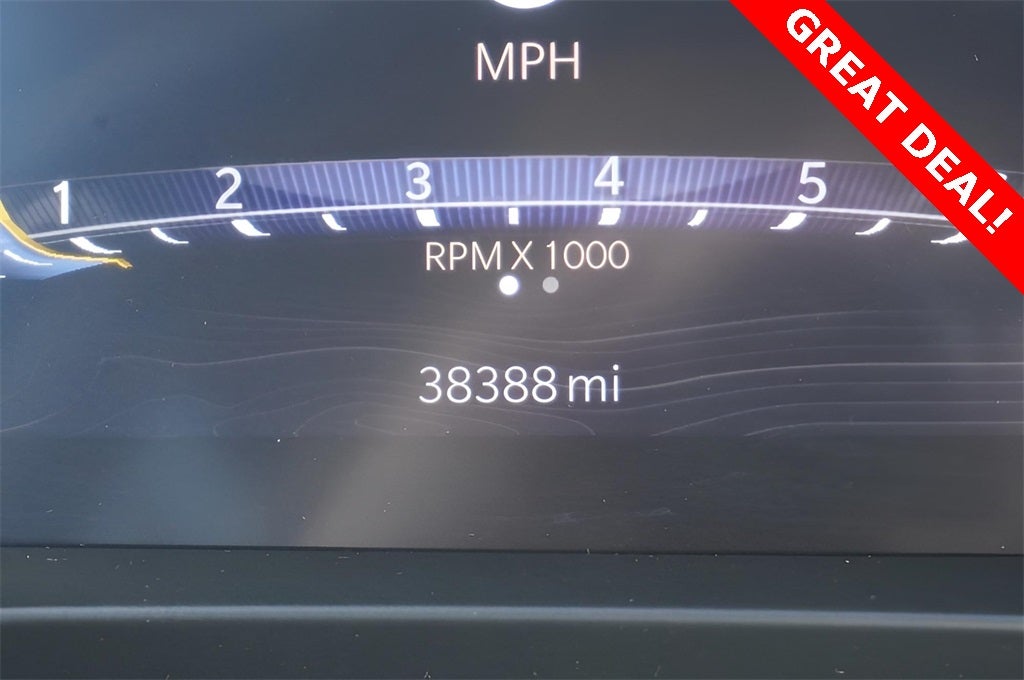 MPH
GREAT DEAL!
1 2 3 4 5
RPM X 1000
38388 mi